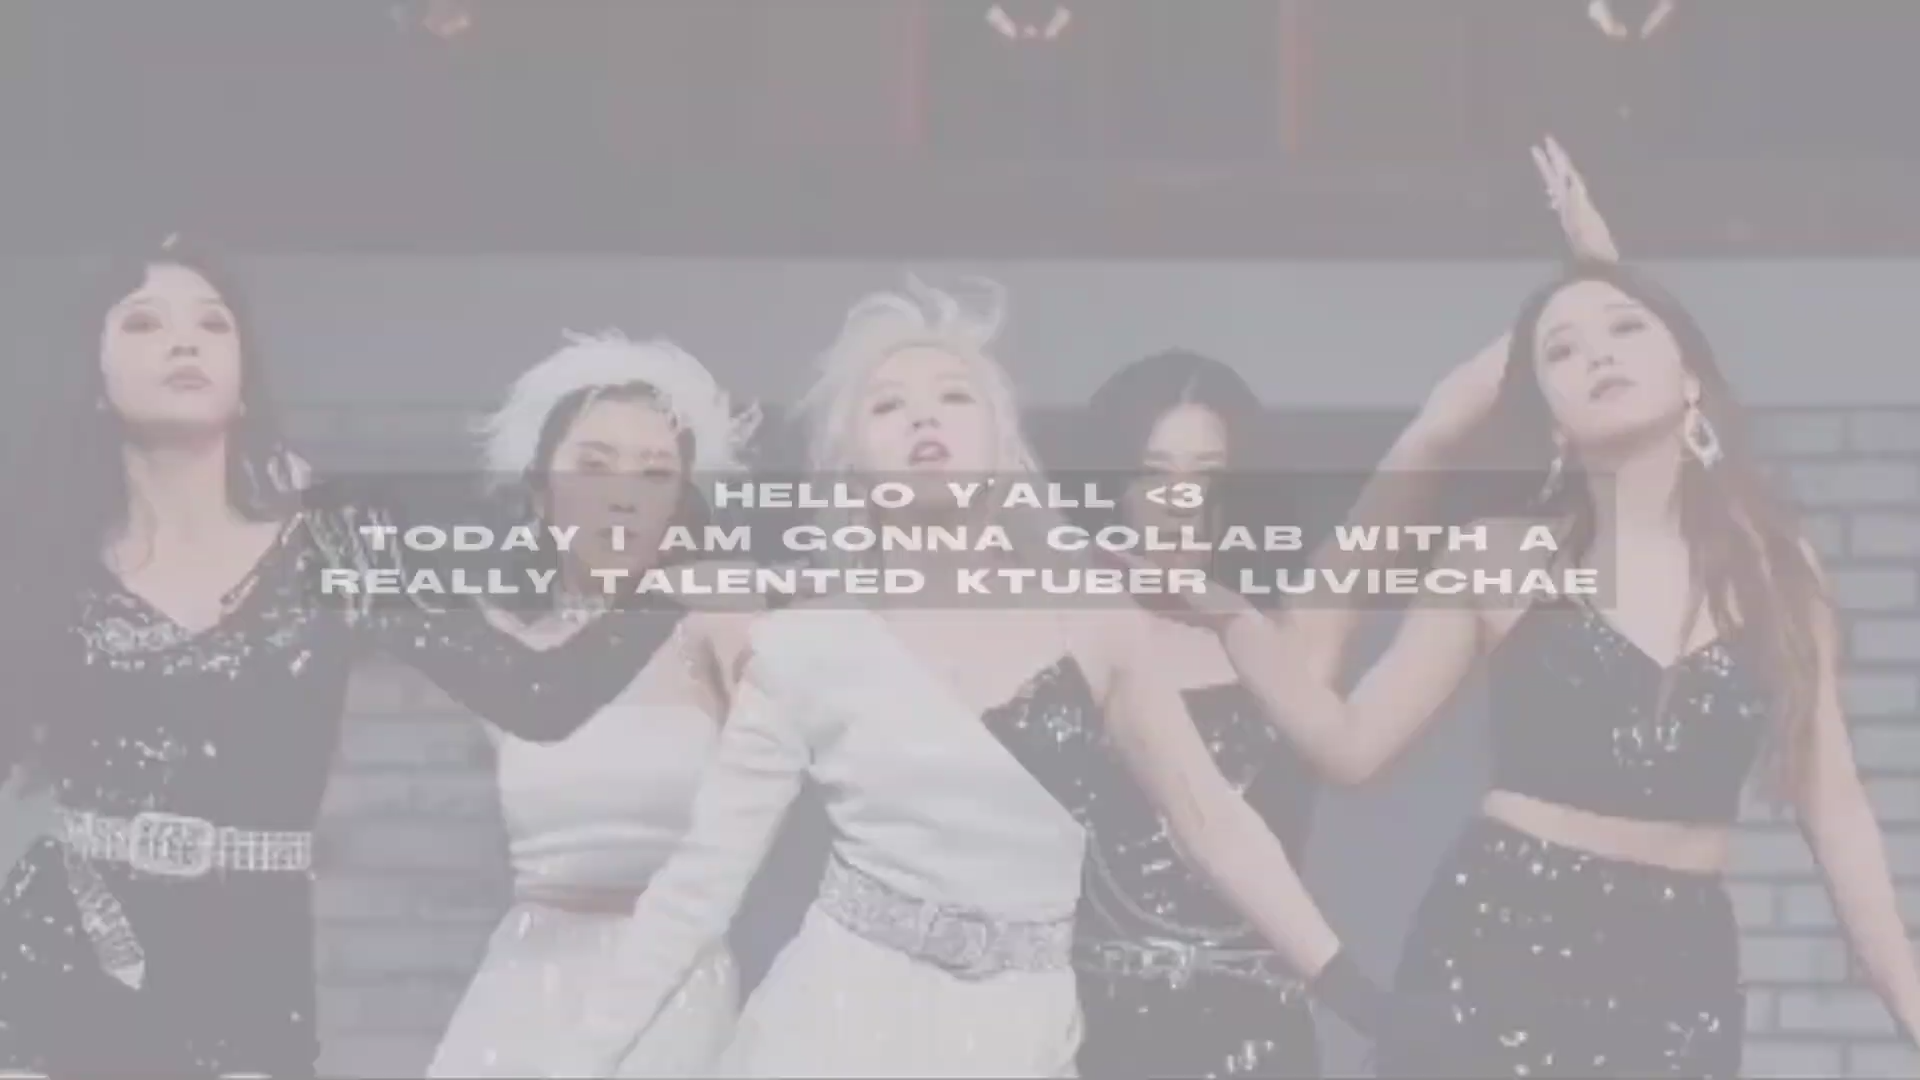 HELLO Y'ALL <3
TODAY I AM GONNA COLLAB WITH A
REALLY TALENTED KTUBER LUVIECHAE